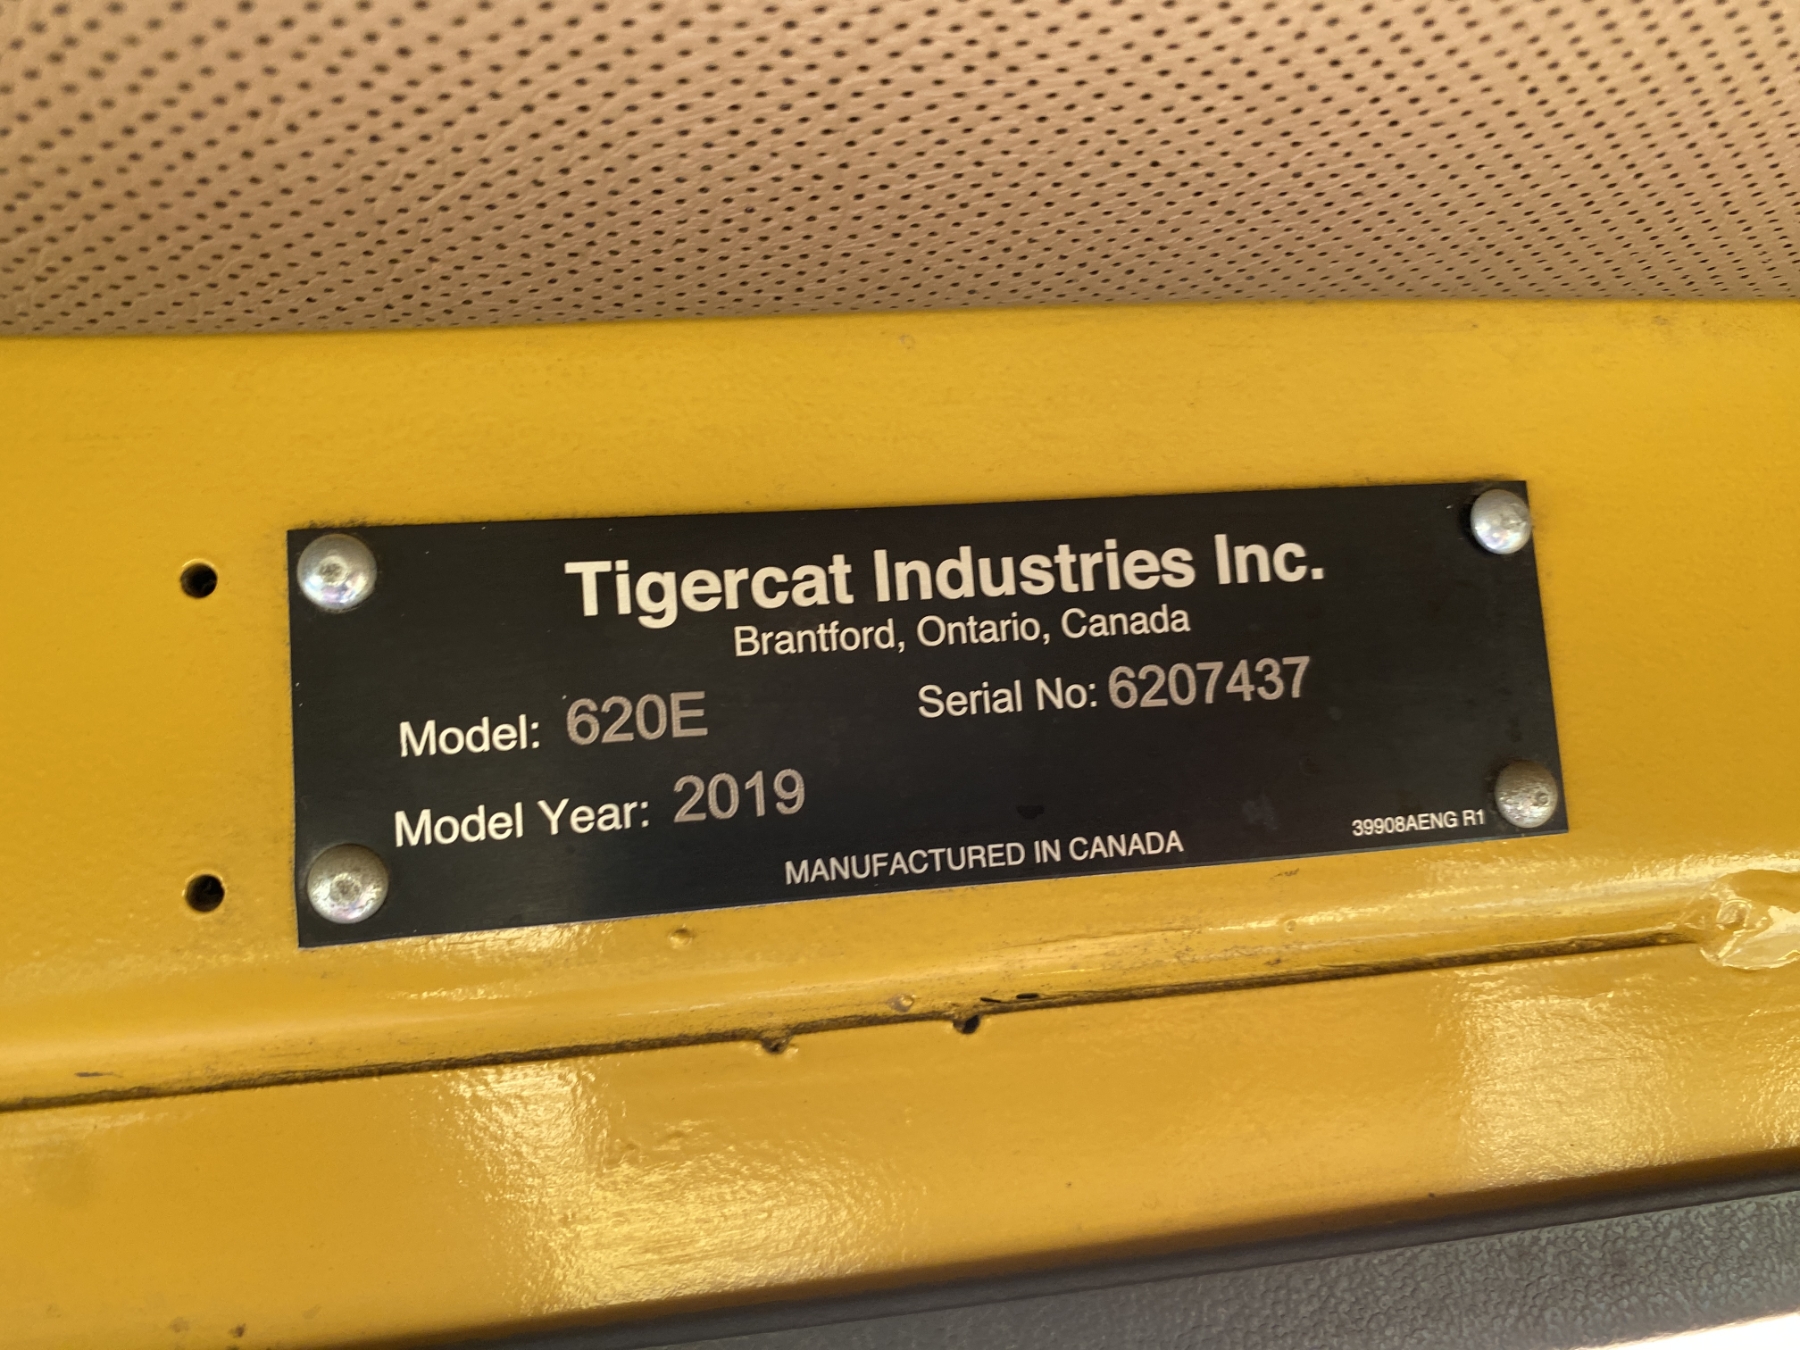 Tigercat Industries Inc.
Brantford, Ontario, Canada
Model: 620E Serial No: 6207437
Model Year: 2019
MANUFACTURED IN CANADA
39908AENG R1